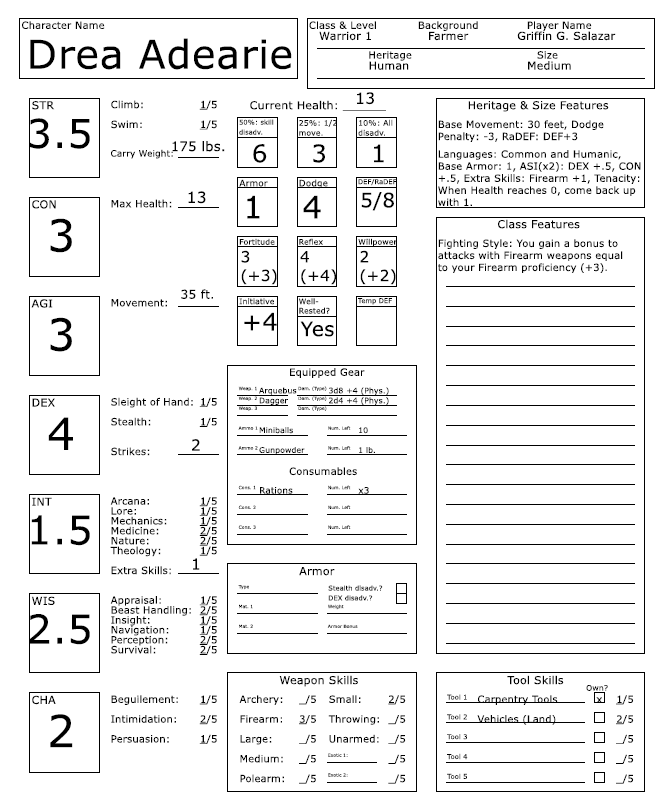 Character Name
Drea Adearie
Class & Level Background Player Name
Warrior 1 Farmer Griffin G. Salazar
Heritage Size
Human Medium
STR
3.5
Climb: 1/5
Swim: 1/5
Carry Weight: 175 lbs.
CON
3
Max Health: 13
AGI
3
Movement: 35 ft.
DEX
4
Sleight of Hand: 1/5
Stealth: 1/5
Strikes: 2
INT
1.5
Arcana: 1/5
Lore: 1/5
Mechanics: 1/5
Medicine: 2/5
Nature: 2/5
Theology: 1/5
Extra Skills: 1
WIS
2.5
Appraisal: 1/5
Beast Handling: 2/5
Insight: 1/5
Navigation: 1/5
Perception: 2/5
Survival: 2/5
CHA
2
Beguilement: 1/5
Intimidation: 2/5
Persuasion: 1/5
Current Health: 13
50%: skill disadv.
6
25%: 1/2 move.
3
10%: All disadv.
1
Armor
1
Dodge
4
DEF/RaDEF
5/8
Fortitude
3
(+3)
Reflex
4
(+4)
Willpower
2
(+2)
Initiative
+4
Well-
Rested?
Yes
Temp DEF
Equipped Gear
Weap. 1 Arquebus Dam. (Type) 3d8 +4 (Phys.)
Weap. 2 Dagger Dam. (Type) 2d4 +4 (Phys.)
Weap. 3 Dam. (Type)
Ammo 1 Miniballs Num. Left 10
Ammo 2 Gunpowder Num. Left 1 lb.
Consumables
Cons. 1 Rations Num. Left x3
Cons. 2 Num. Left
Cons. 3 Num. Left
Armor
Type Stealth disadv.?
DEX disadv.?
Mat. 1 Weight
Mat. 2 Armor Bonus
Weapon Skills
Archery: _/5 Small: 2/5
Firearm: 3/5 Throwing: _/5
Large: _/5 Unarmed: _/5
Medium: _/5 Exotic 1: _/5
Polearm: _/5 Exotic 2: _/5
Heritage & Size Features
Base Movement: 30 feet, Dodge
Penalty: -3, RaDEF: DEF+3
Languages: Common and Humanic,
Base Armor: 1, ASI(x2): DEX +.5, CON
+.5, Extra Skills: Firearm +1, Tenacity:
When Health reaches 0, come back up
with 1.
Class Features
Fighting Style: You gain a bonus to
attacks with Firearm weapons equal
to your Firearm proficiency (+3).
Tool Skills
Own?
Tool 1 Carpentry Tools x 1/5
Tool 2 Vehicles (Land) 2/5
Tool 3 _/5
Tool 4 _/5
Tool 5 _/5